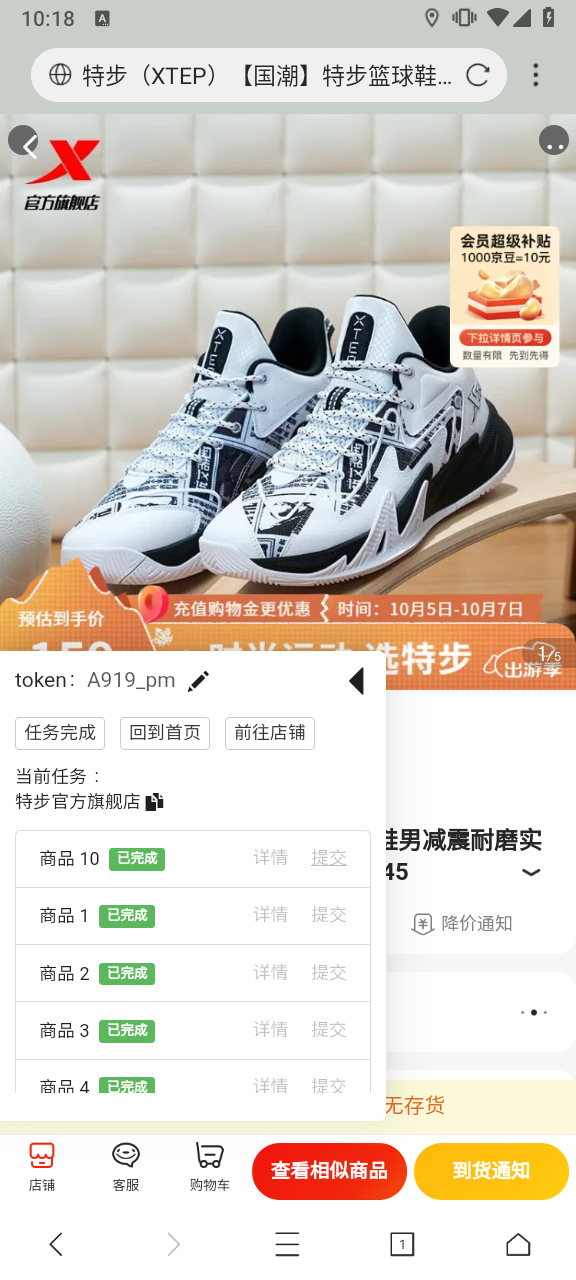 10:18
特步（XTEP）【国潮】特步篮球鞋...
官方旗舰店
会员超级补贴
1000京豆=10元
下拉详情页参与
数量有限 先到先得
XTEP
预估到手价
充值购物金更优惠
时间：10月5日-10月7日
选特步
出游季
1/5
token: A919_pm
任务完成
回到首页
前往店铺
当前任务：
特步官方旗舰店
商品 10 已完成 详情 提交
商品 1 已完成 详情 提交
商品 2 已完成 详情 提交
商品 3 已完成 详情 提交
商品 4 已完成 详情 提交
男减震耐磨实
45
降价通知
无存货
店铺
客服
购物车
查看相似商品
到货通知
1